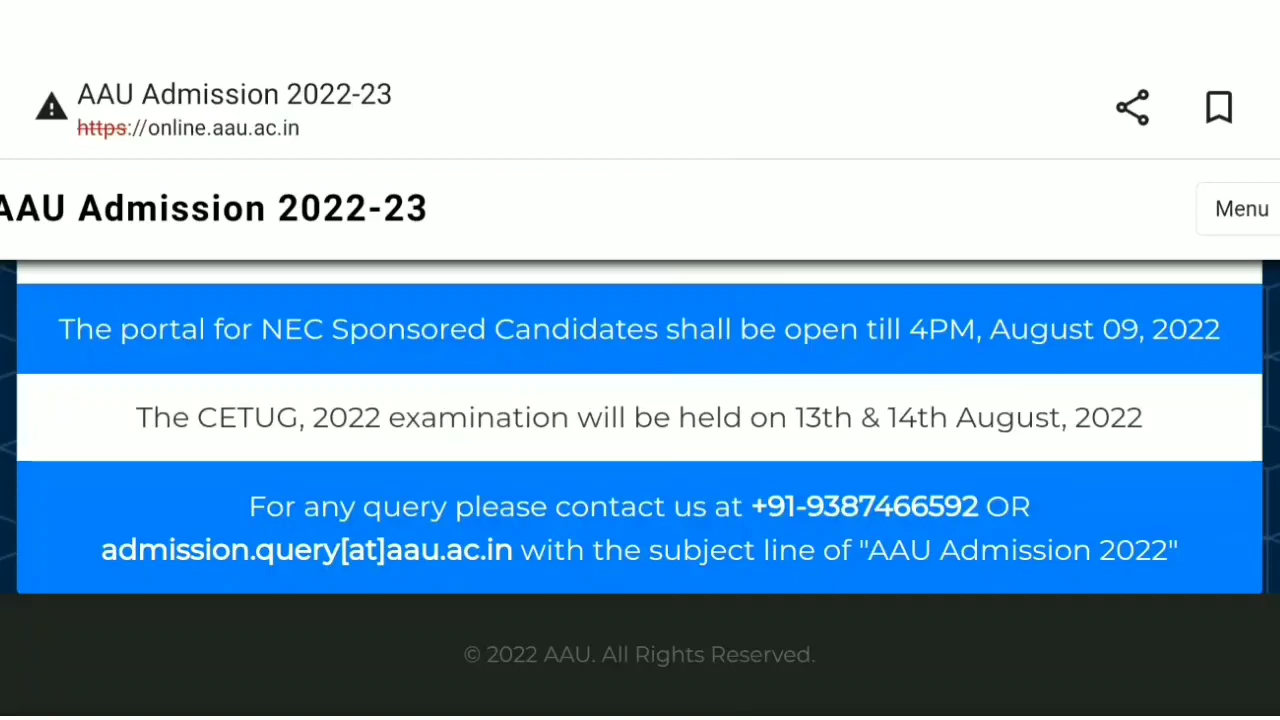 AAU Admission 2022-23
https://online.aau.ac.in
AAU Admission 2022-23
Menu
The portal for NEC Sponsored Candidates shall be open till 4PM, August 09, 2022
The CETUG, 2022 examination will be held on 13th & 14th August, 2022
For any query please contact us at +91-9387466592 OR
admission.query[at]aau.ac.in with the subject line of "AAU Admission 2022"
© 2022 AAU. All Rights Reserved.